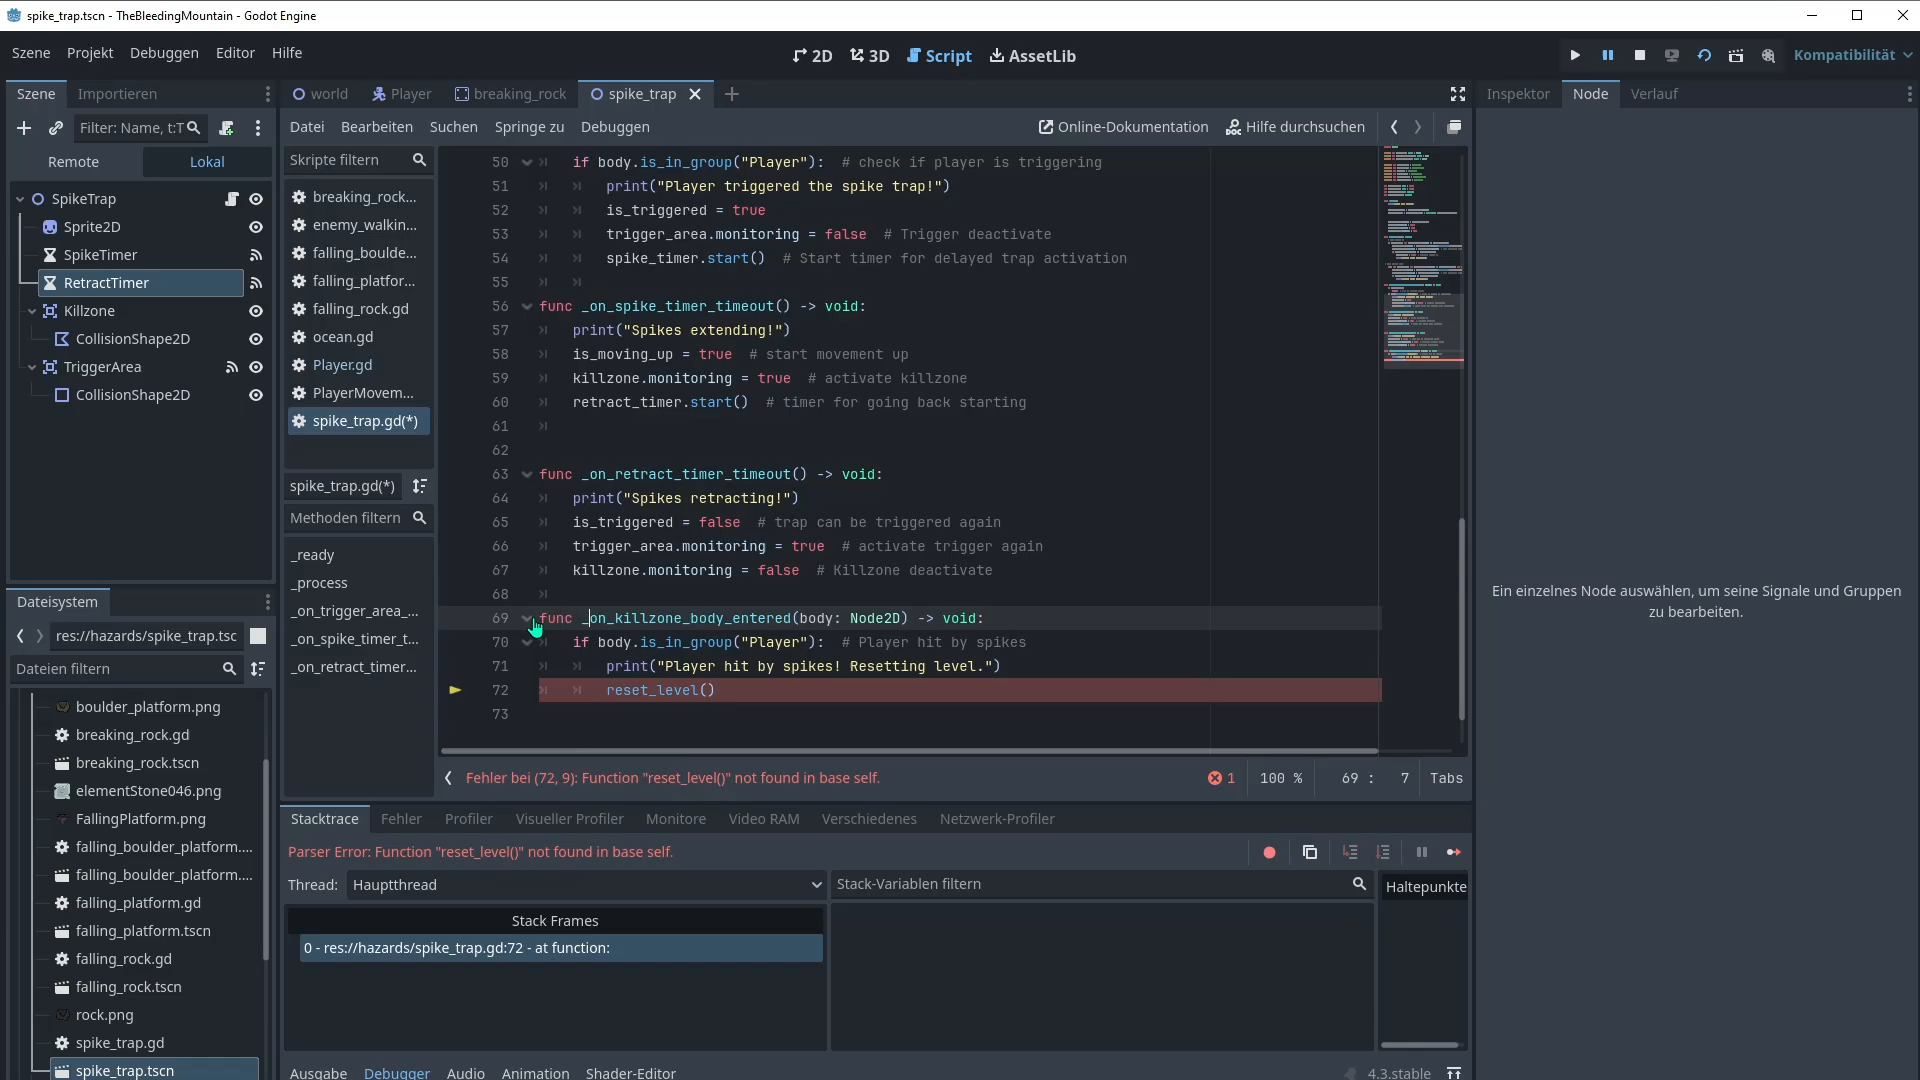 spike_trap.tscn - TheBleedingMountain - Godot Engine
Szene Projekt Debuggen Editor Hilfe
2D 3D Script AssetLib
Kompatibilität
Szene Importieren
Filter: Name, t:T
Remote Lokal
SpikeTrap
Sprite2D
SpikeTimer
RetractTimer
Killzone
CollisionShape2D
TriggerArea
CollisionShape2D
Dateisystem
res://hazards/spike_trap.tsc
Dateien filtern
boulder_platform.png
breaking_rock.gd
breaking_rock.tscn
elementStone046.png
FallingPlatform.png
falling_boulder_platform....
falling_boulder_platform....
falling_platform.gd
falling_platform.tscn
falling_rock.gd
falling_rock.tscn
rock.png
spike_trap.gd
spike_trap.tscn
world Player breaking_rock spike_trap
Datei Bearbeiten Suchen Springe zu Debuggen
Online-Dokumentation Hilfe durchsuchen
Skripte filtern
breaking_rock...
enemy_walkin...
falling_boulde...
falling_platfor...
falling_rock.gd
ocean.gd
Player.gd
PlayerMovem...
spike_trap.gd(*)
spike_trap.gd(*)
Methoden filtern
_ready
_process
_on_trigger_area_...
_on_spike_timer_t...
_on_retract_timer...
50 if body.is_in_group("Player"):  # check if player is triggering
51 print("Player triggered the spike trap!")
52 is_triggered = true
53 trigger_area.monitoring = false  # Trigger deactivate
54 spike_timer.start()  # Start timer for delayed trap activation
55
56 func _on_spike_timer_timeout() -> void:
57 print("Spikes extending!")
58 is_moving_up = true  # start movement up
59 killzone.monitoring = true  # activate killzone
60 retract_timer.start()  # timer for going back starting
61
62
63 func _on_retract_timer_timeout() -> void:
64 print("Spikes retracting!")
65 is_triggered = false  # trap can be triggered again
66 trigger_area.monitoring = true  # activate trigger again
67 killzone.monitoring = false  # Killzone deactivate
68
69 func _on_killzone_body_entered(body: Node2D) -> void:
70 if body.is_in_group("Player"):  # Player hit by spikes
71 print("Player hit by spikes! Resetting level.")
72 reset_level()
73
Fehler bei (72, 9): Function "reset_level()" not found in base self.
1 100 % 69 : 7 Tabs
Stacktrace Fehler Profiler Visueller Profiler Monitore Video RAM Verschiedenes Netzwerk-Profiler
Parser Error: Function "reset_level()" not found in base self.
Thread: Hauptthread
Stack-Variablen filtern
Haltepunkte
Stack Frames
0 - res://hazards/spike_trap.gd:72 - at function:
Ausgabe Debugger Audio Animation Shader-Editor
4.3.stable
Inspektor Node Verlauf
Ein einzelnes Node auswählen, um seine Signale und Gruppen
zu bearbeiten.